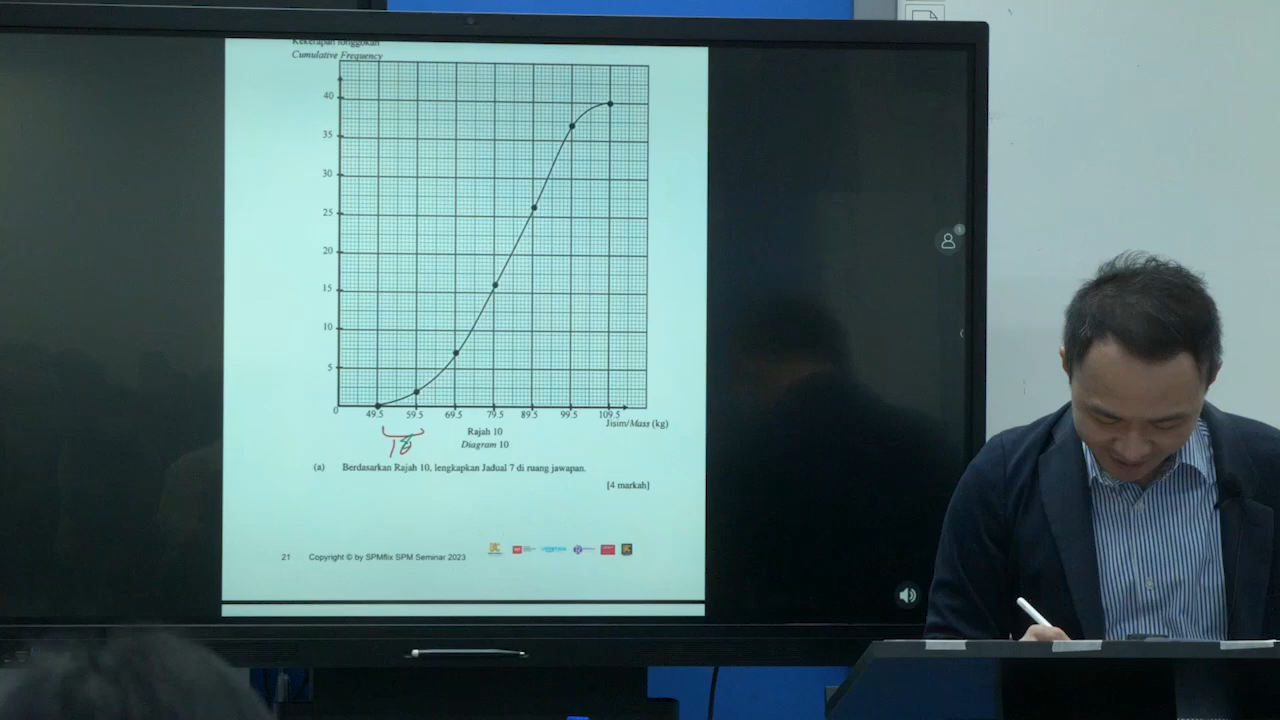 Kekerapan longgokan
Cumulative Frequency
40
35
30
25
20
15
10
5
0
49.5 59.5 69.5 79.5 89.5 99.5 109.5
Jisim/Mass (kg)
Rajah 10
Diagram 10
(a) Berdasarkan Rajah 10, lengkapkan Jadual 7 di ruang jawapan.
[4 markah]
21 Copyright © by SPMflix SPM Seminar 2023